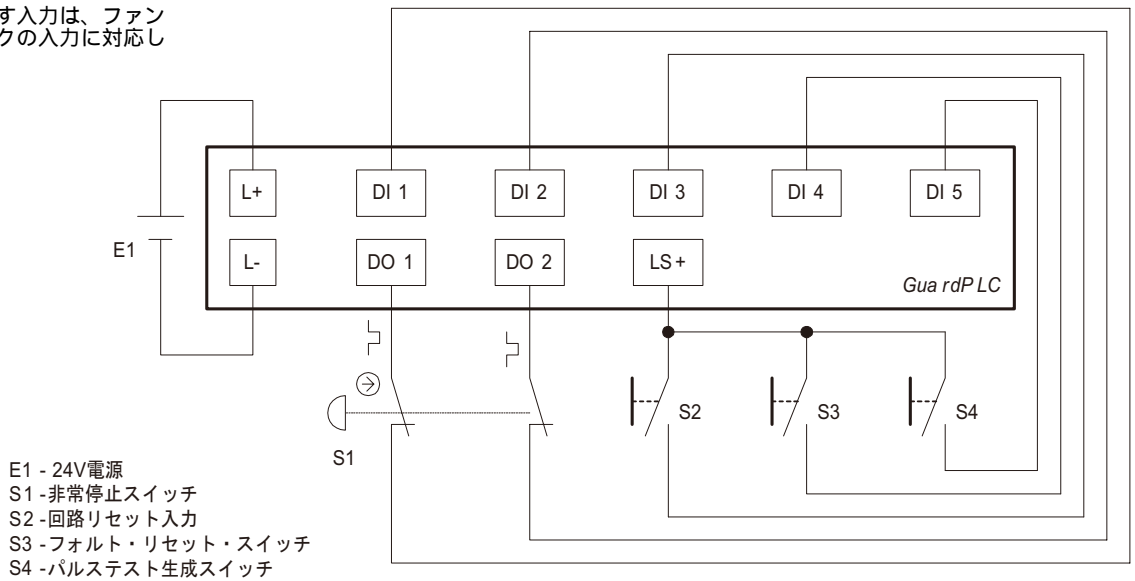 す入力は、ファン
クの入力に対応し
L+ DI 1 DI 2 DI 3 DI 4 DI 5
E1
L- DO 1 DO 2 LS+
GuardPLC
S1 S2 S3 S4
E1 - 24V電源
S1 -非常停止スイッチ
S2 -回路リセット入力
S3 -フォルト・リセット・スイッチ
S4 -パルステスト生成スイッチ